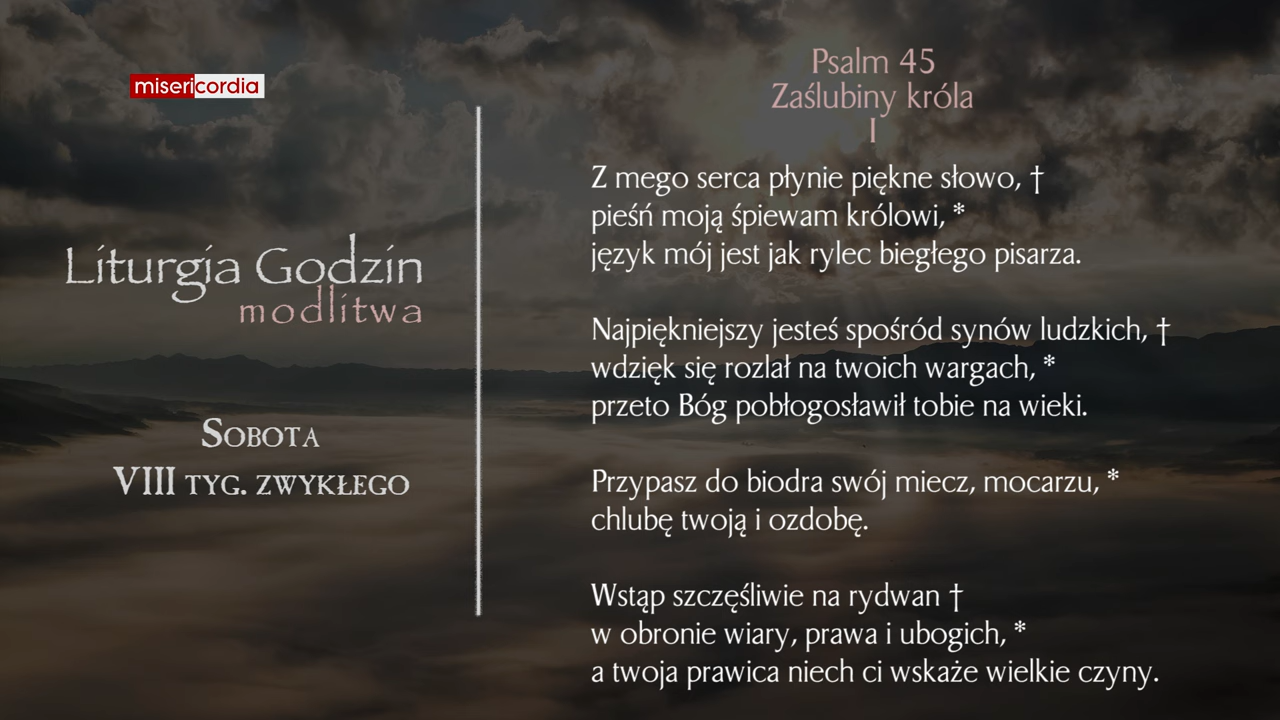 misericordia
Liturgia Godzin
modlitwa
Sobota
VIII tyg. zwykłego
Psalm 45
Zaślubiny króla
I
Z mego serca płynie piękne słowo, †
pieśń moją śpiewam królowi, *
język mój jest jak rylec biegłego pisarza.
Najpiękniejszy jesteś spośród synów ludzkich, †
wdzięk się rozlał na twoich wargach, *
przeto Bóg pobłogosławił tobie na wieki.
Przypasz do biodra swój miecz, mocarzu, *
chlubę twoją i ozdobę.
Wstąp szczęśliwie na rydwan †
w obronie wiary, prawa i ubogich, *
a twoja prawica niech ci wskaże wielkie czyny.